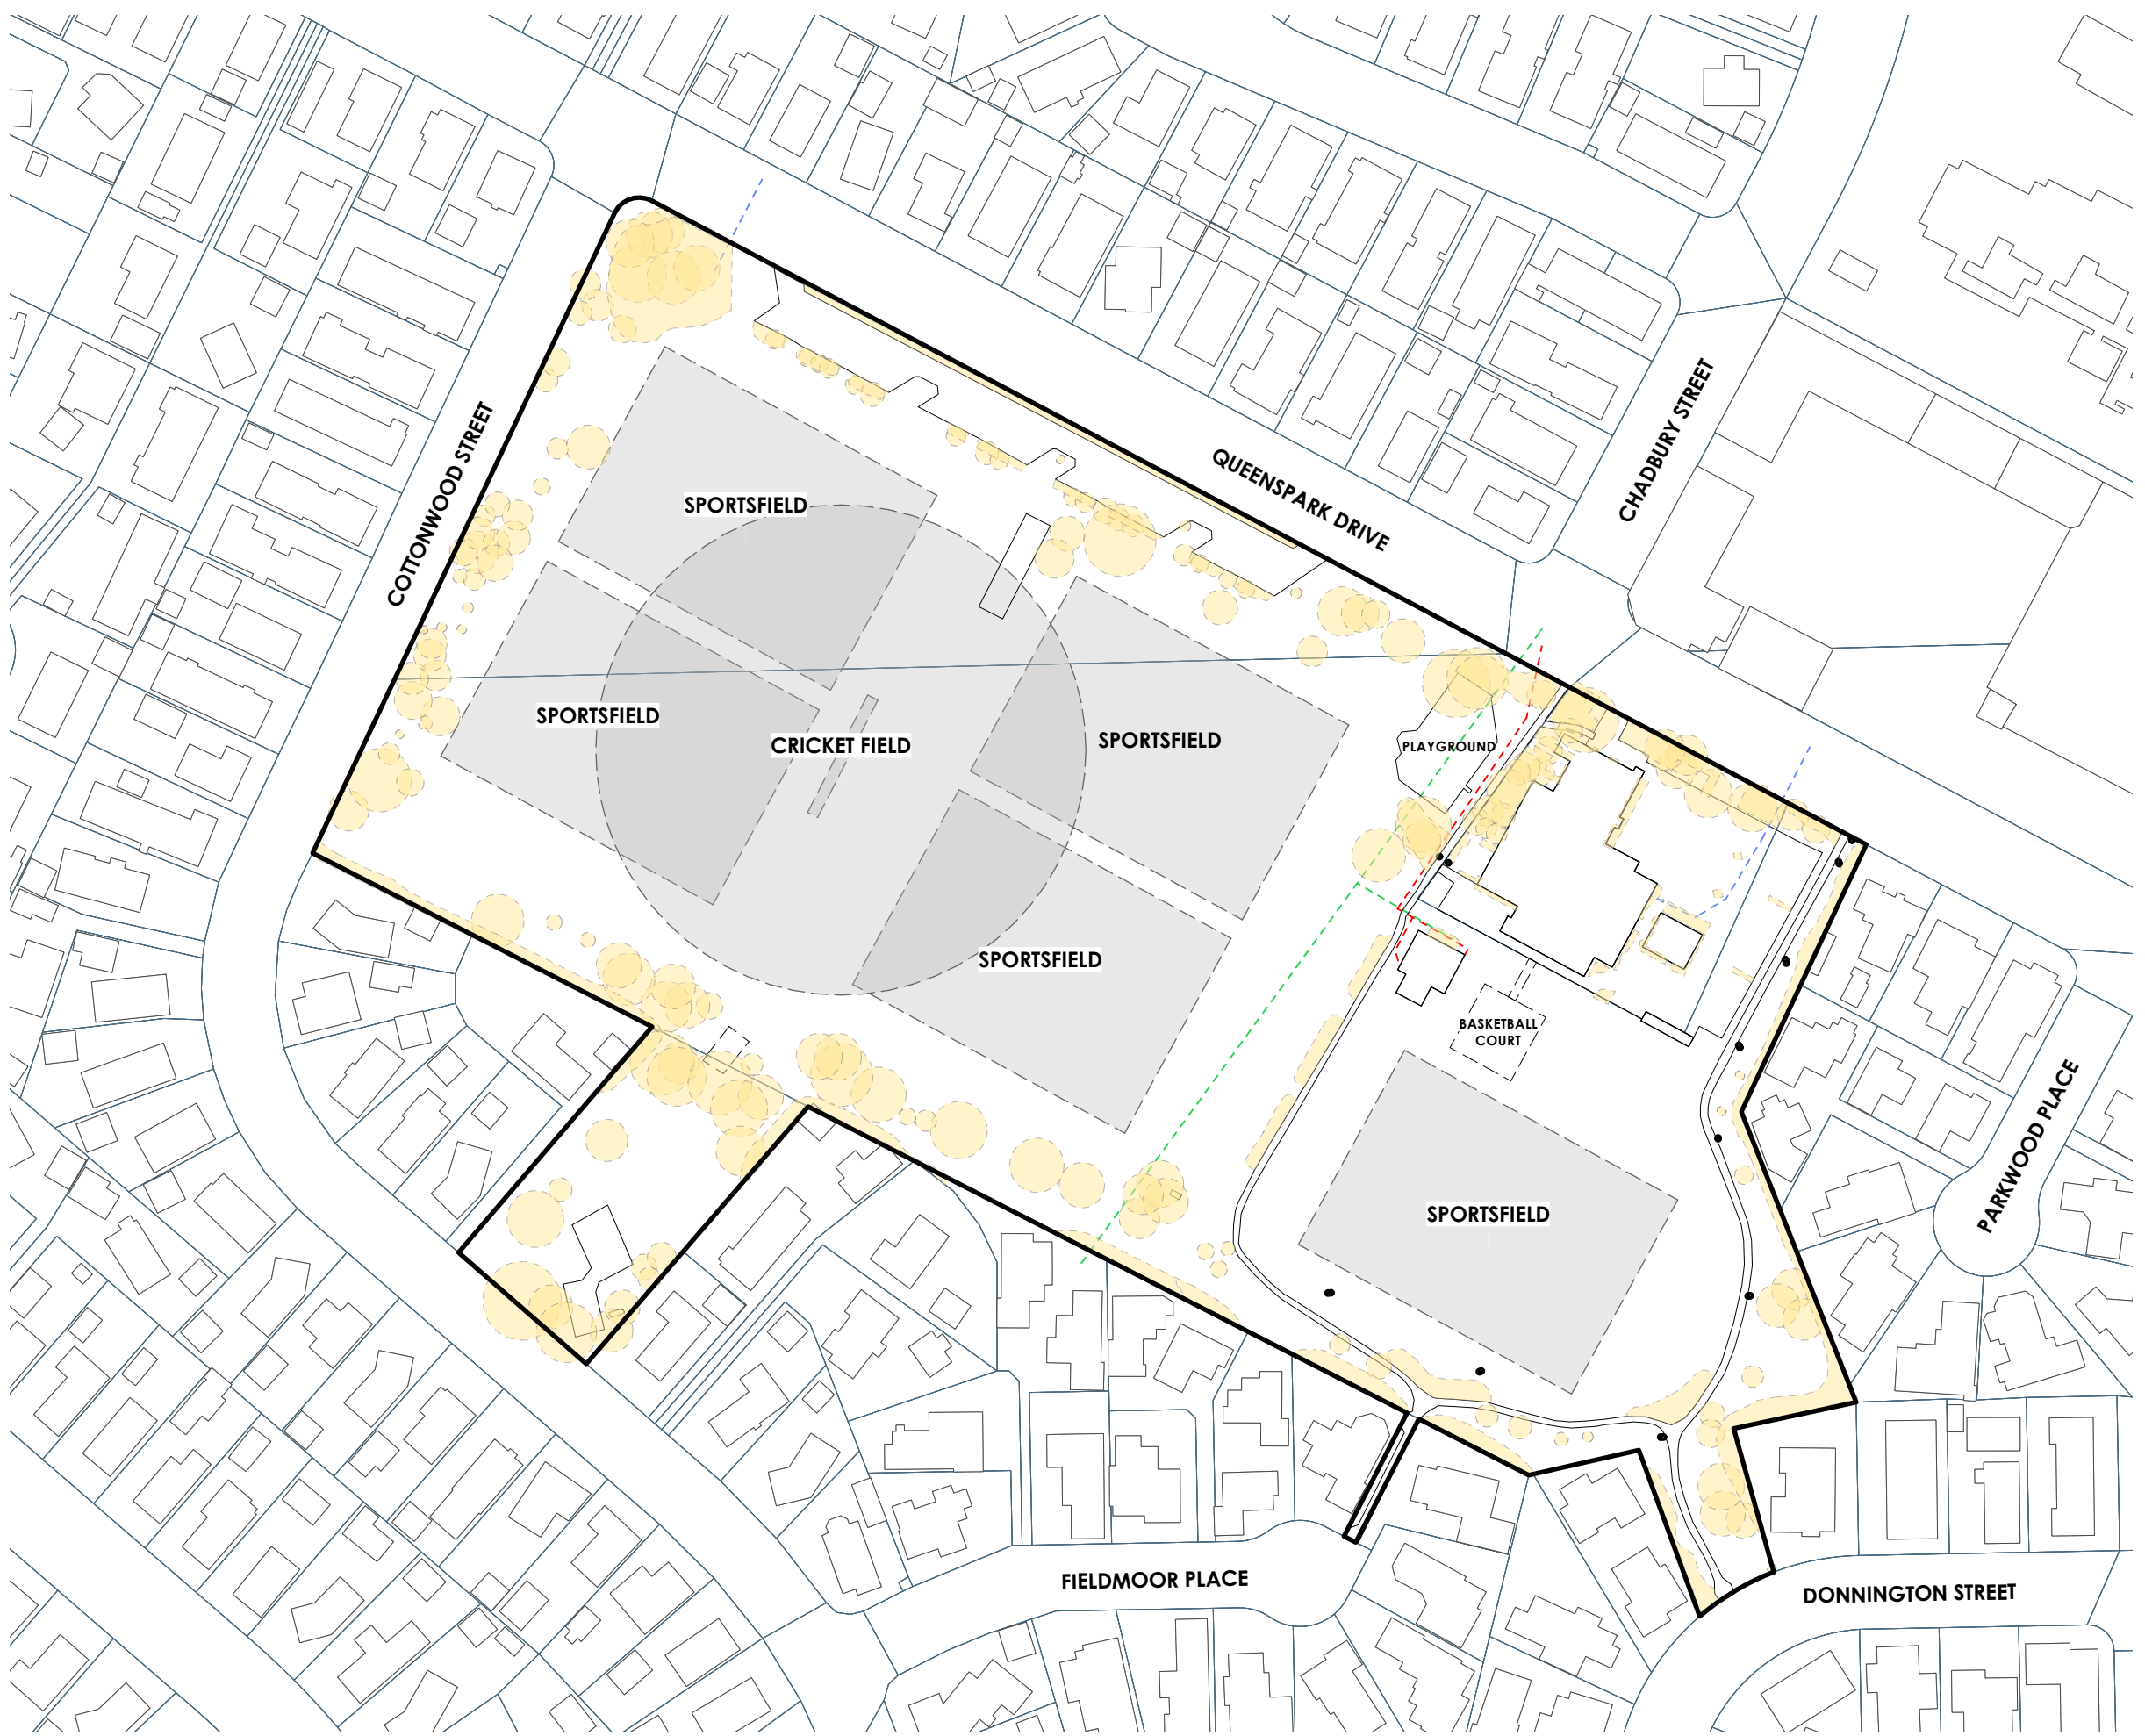 COTTONWOOD STREET
QUEENSPARK DRIVE
CHADBURY STREET
SPORTSFIELD
SPORTSFIELD
CRICKET FIELD
SPORTSFIELD
PLAYGROUND
SPORTSFIELD
BASKETBALL
COURT
SPORTSFIELD
PARKWOOD PLACE
FIELDMOOR PLACE
DONNINGTON STREET